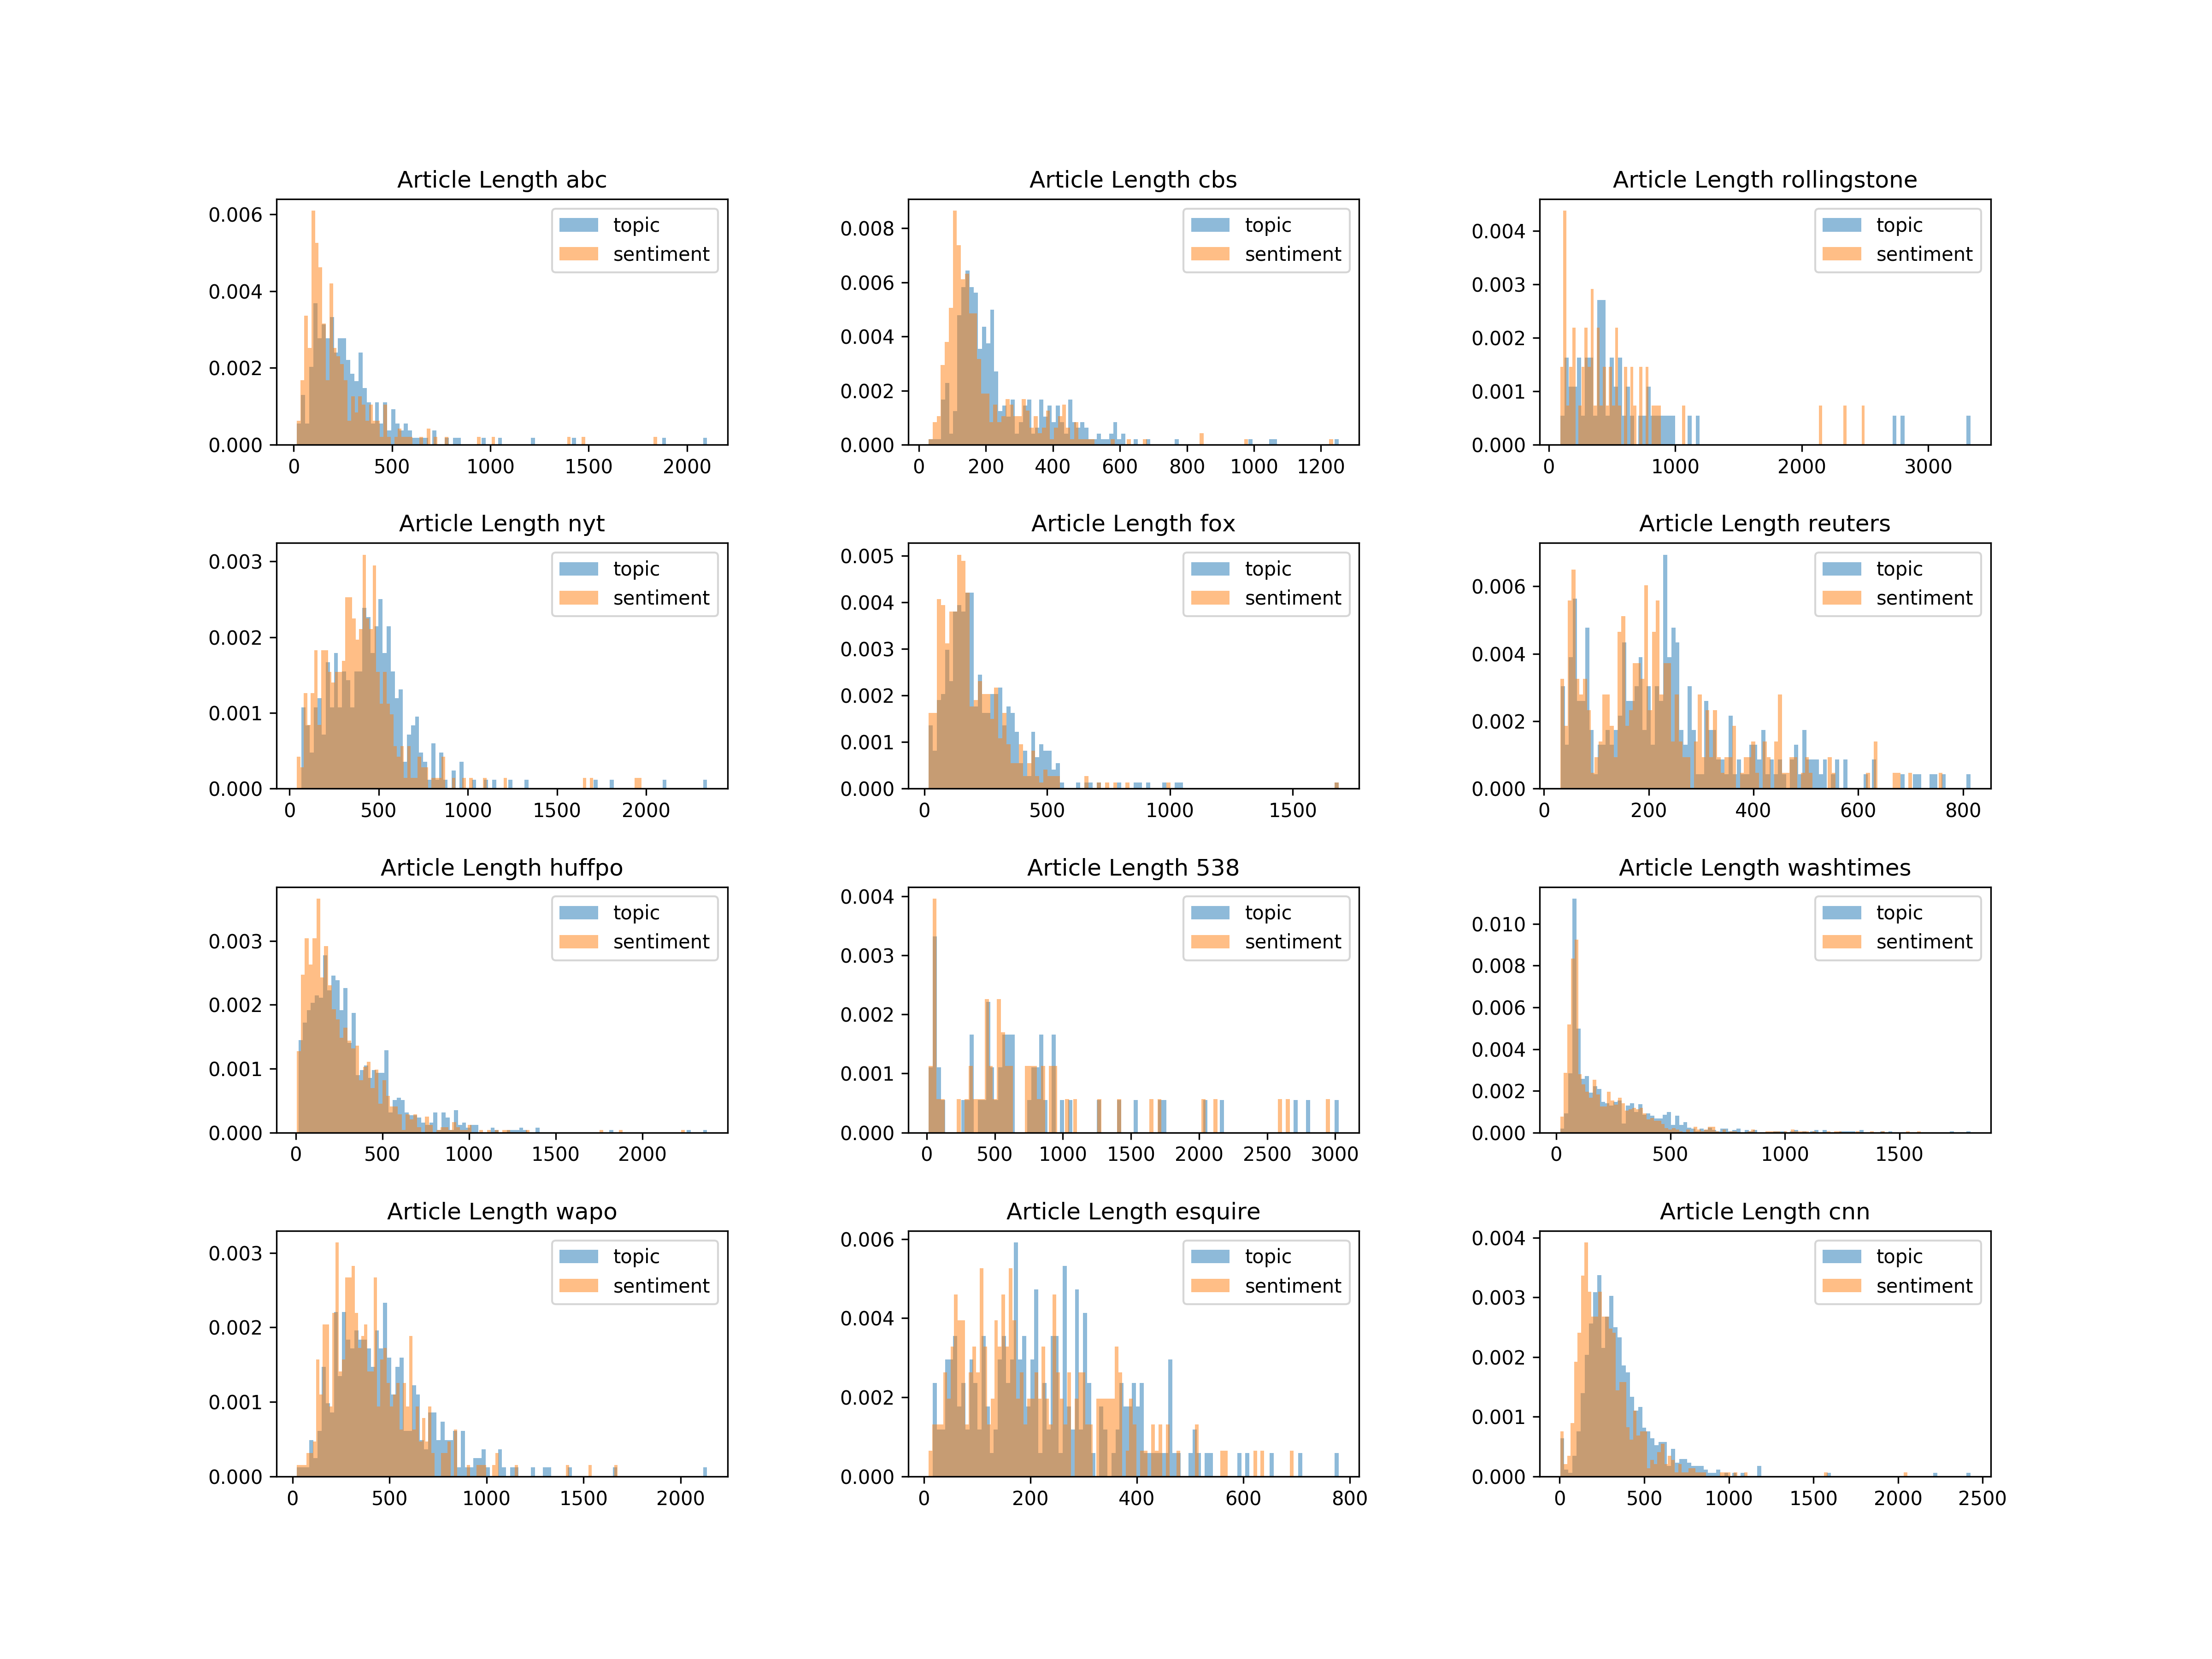 Article Length abc
0.006
0.004
0.002
0.000
0 500 1000 1500 2000
topic
sentiment
Article Length cbs
0.008
0.006
0.004
0.002
0.000
0 200 400 600 800 1000 1200
topic
sentiment
Article Length rollingstone
0.004
0.003
0.002
0.001
0.000
0 1000 2000 3000
topic
sentiment
Article Length nyt
0.003
0.002
0.001
0.000
0 500 1000 1500 2000
topic
sentiment
Article Length fox
0.005
0.004
0.003
0.002
0.001
0.000
0 500 1000 1500
topic
sentiment
Article Length reuters
0.006
0.004
0.002
0.000
0 200 400 600 800
topic
sentiment
Article Length huffpo
0.003
0.002
0.001
0.000
0 500 1000 1500 2000
topic
sentiment
Article Length 538
0.004
0.003
0.002
0.001
0.000
0 500 1000 1500 2000 2500 3000
topic
sentiment
Article Length washtimes
0.010
0.008
0.006
0.004
0.002
0.000
0 500 1000 1500
topic
sentiment
Article Length wapo
0.003
0.002
0.001
0.000
0 500 1000 1500 2000
topic
sentiment
Article Length esquire
0.006
0.004
0.002
0.000
0 200 400 600 800
topic
sentiment
Article Length cnn
0.004
0.003
0.002
0.001
0.000
0 500 1000 1500 2000 2500
topic
sentiment